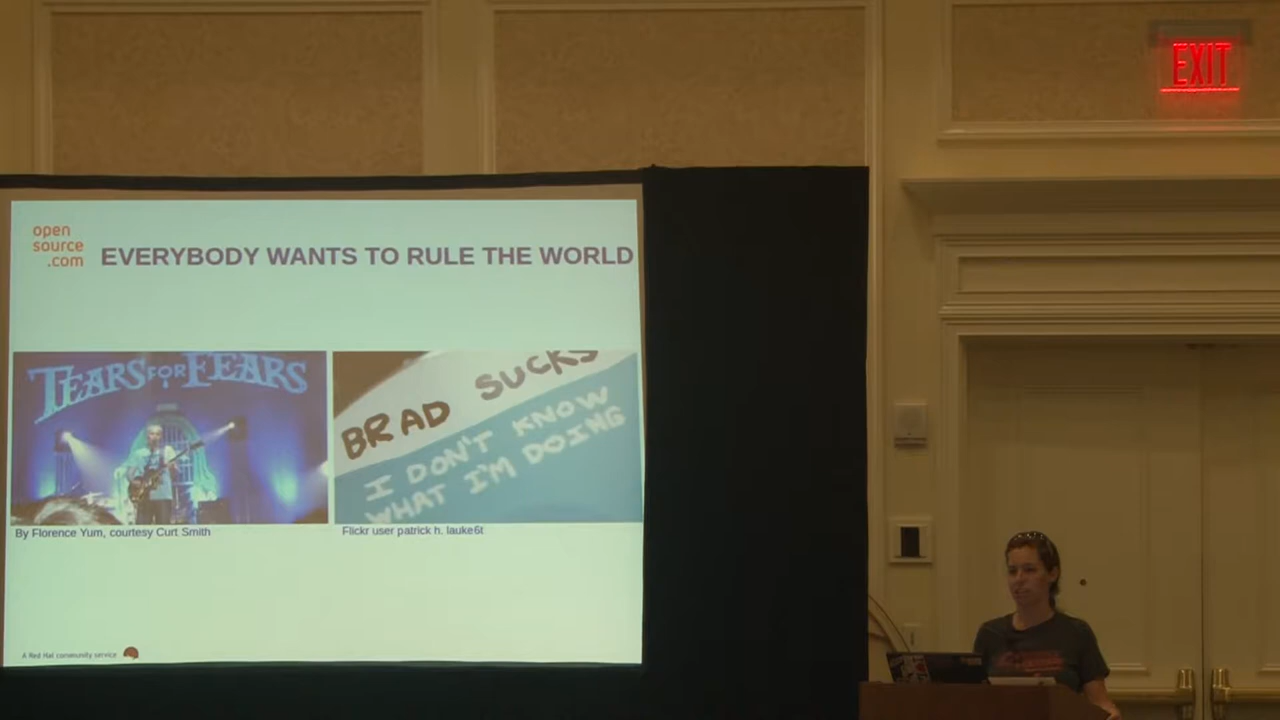 EXIT
open
source
.com
EVERYBODY WANTS TO RULE THE WORLD
TEARS FOR FEARS
BRAD SUCKS
I DON'T KNOW
WHAT I'M DOING
By Florence Yum, courtesy Curt Smith
Flickr user patrick h. lauke6t
A Red Hat community service